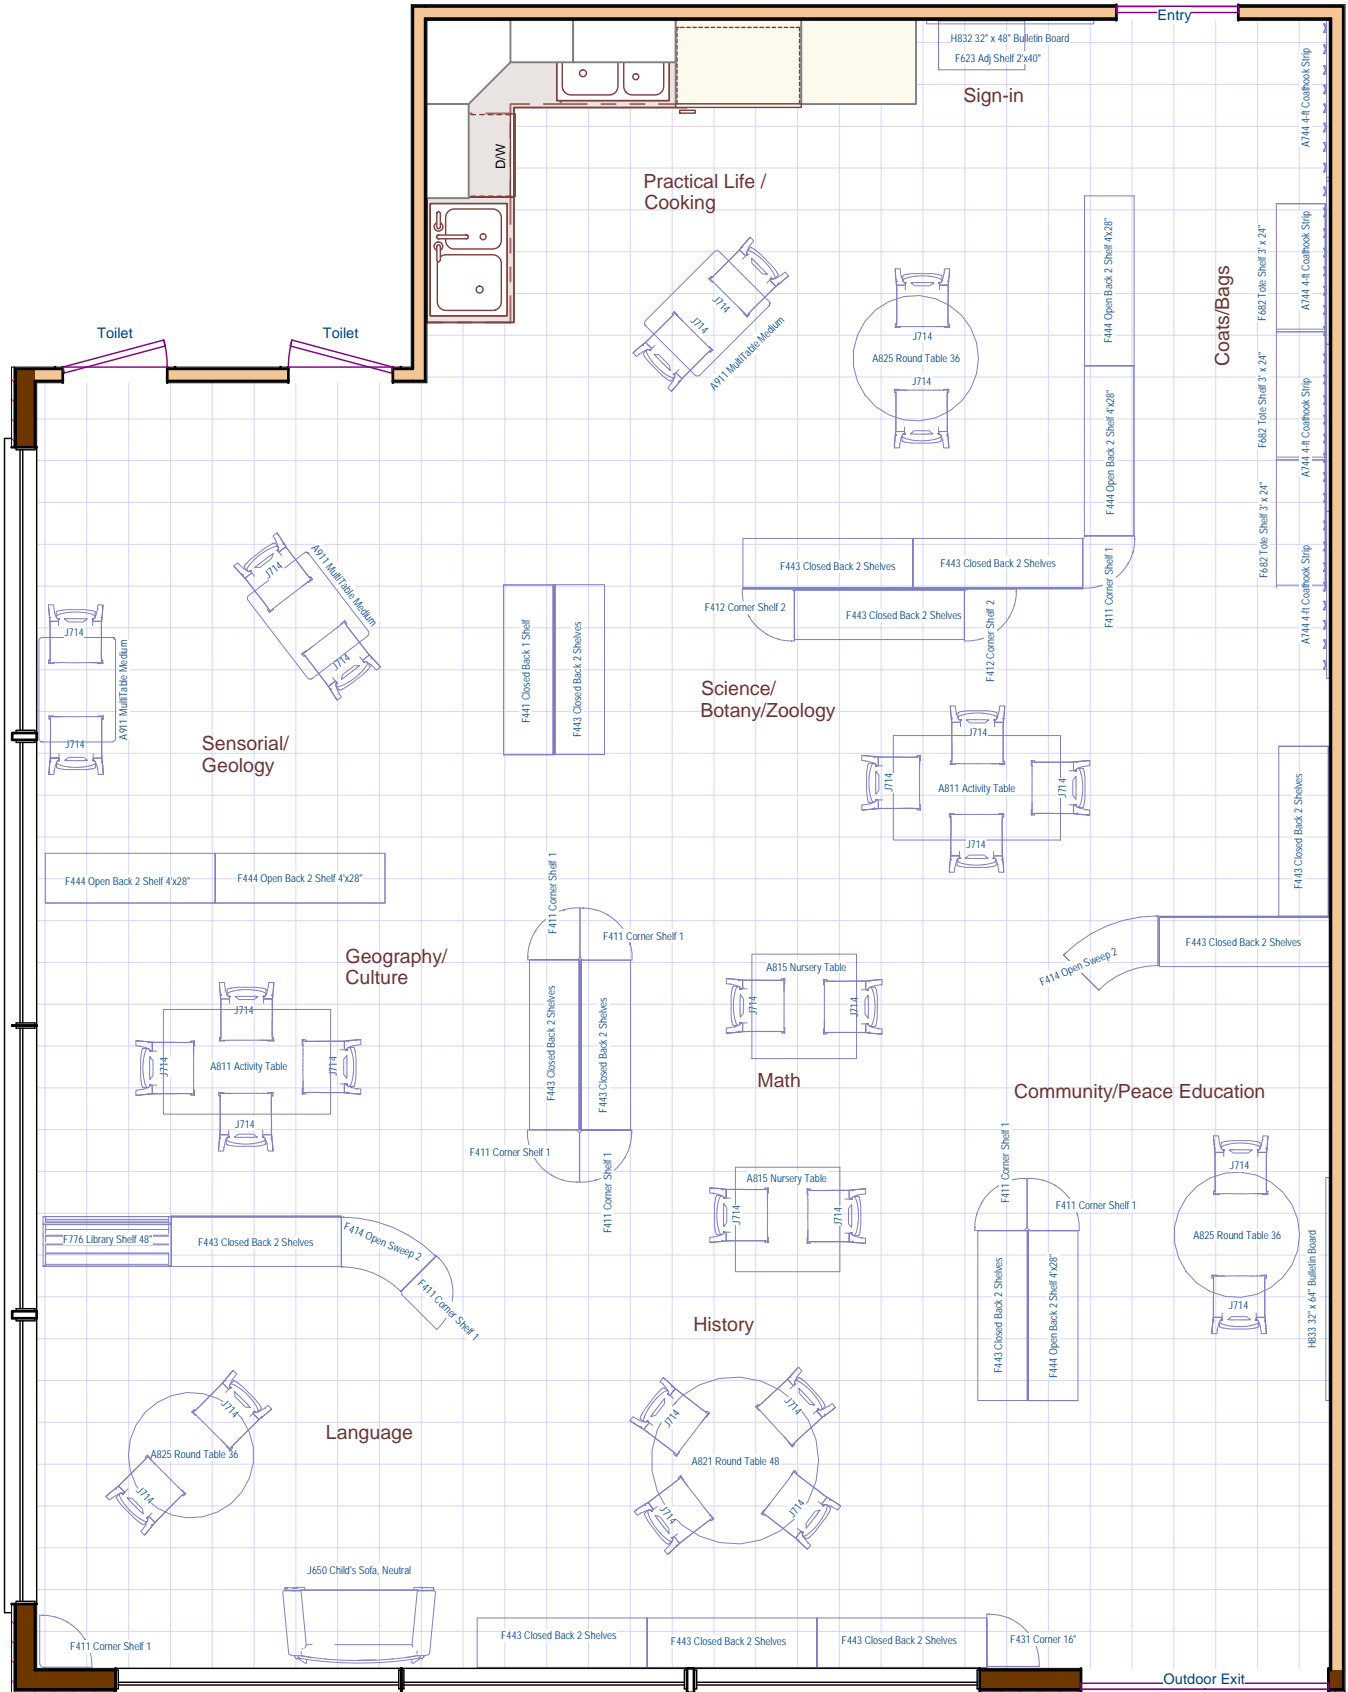 Entry
H832 32" x 48" Bulletin Board
F623 Adj Shelf 2'x40"
Sign-in
A744 4-ft Coathook Strip
D/W
Practical Life /
Cooking
F444 Open Back 2 Shelf 4'x28"
F682 Tote Shelf 3' x 24"
A744 4-ft Coathook Strip
Coats/Bags
J714
J714
A911 MultiTable Medium
J714
A825 Round Table 36
J714
Toilet
Toilet
F444 Open Back 2 Shelf 4'x28"
F682 Tote Shelf 3' x 24"
A744 4-ft Coathook Strip
F682 Tote Shelf 3' x 24"
A744 4-ft Coathook Strip
F443 Closed Back 2 Shelves
F443 Closed Back 2 Shelves
F411 Corner Shelf 1
F412 Corner Shelf 2
F443 Closed Back 2 Shelves
F412 Corner Shelf 2
J714
A911 MultiTable Medium
J714
J714
A911 MultiTable Medium
J714
F441 Closed Back 1 Shelf
F443 Closed Back 2 Shelves
Science/
Botany/Zoology
Sensorial/
Geology
J714
J714
A811 Activity Table
J714
J714
F443 Closed Back 2 Shelves
F444 Open Back 2 Shelf 4'x28"
F444 Open Back 2 Shelf 4'x28"
F411 Corner Shelf 1
F411 Corner Shelf 1
F443 Closed Back 2 Shelves
F414 Open Sweep 2
Geography/
Culture
A815 Nursery Table
J714
J714
J714
J714
A811 Activity Table
J714
J714
F443 Closed Back 2 Shelves
F443 Closed Back 2 Shelves
Math
Community/Peace Education
F411 Corner Shelf 1
F411 Corner Shelf 1
A815 Nursery Table
J714
J714
F411 Corner Shelf 1
F411 Corner Shelf 1
J714
A825 Round Table 36
J714
H833 32" x 64" Bulletin Board
F776 Library Shelf 48"
F443 Closed Back 2 Shelves
F414 Open Sweep 2
F411 Corner Shelf 1
F443 Closed Back 2 Shelves
F444 Open Back 2 Shelf 4'x28"
History
Language
J714
A825 Round Table 36
J714
J714
J714
A821 Round Table 48
J714
J714
J650 Child's Sofa, Neutral
F411 Corner Shelf 1
F443 Closed Back 2 Shelves
F443 Closed Back 2 Shelves
F443 Closed Back 2 Shelves
F431 Corner 16"
Outdoor Exit